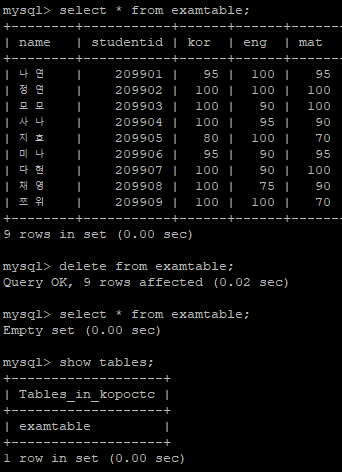 mysql> select * from examtable;
+--------+-----------+------+------+------+
| name | studentid | kor | eng | mat
+--------+-----------+------+------+------+
| 나연 | 209901 | 95 | 100 | 95
| 정연 | 209902 | 100 | 100 | 100
| 모모 | 209903 | 100 | 90 | 100
| 사나 | 209904 | 100 | 95 | 90
| 지효 | 209905 | 80 | 100 | 70
| 미나 | 209906 | 95 | 90 | 95
| 다현 | 209907 | 100 | 90 | 100
| 채영 | 209908 | 100 | 75 | 90
| 쯔위 | 209909 | 100 | 100 | 70
+--------+-----------+------+------+------+
9 rows in set (0.00 sec)
mysql> delete from examtable;
Query OK, 9 rows affected (0.02 sec)
mysql> select * from examtable;
Empty set (0.00 sec)
mysql> show tables;
+-------------------+
| Tables_in_kopoctc |
+-------------------+
| examtable |
+-------------------+
1 row in set (0.00 sec)